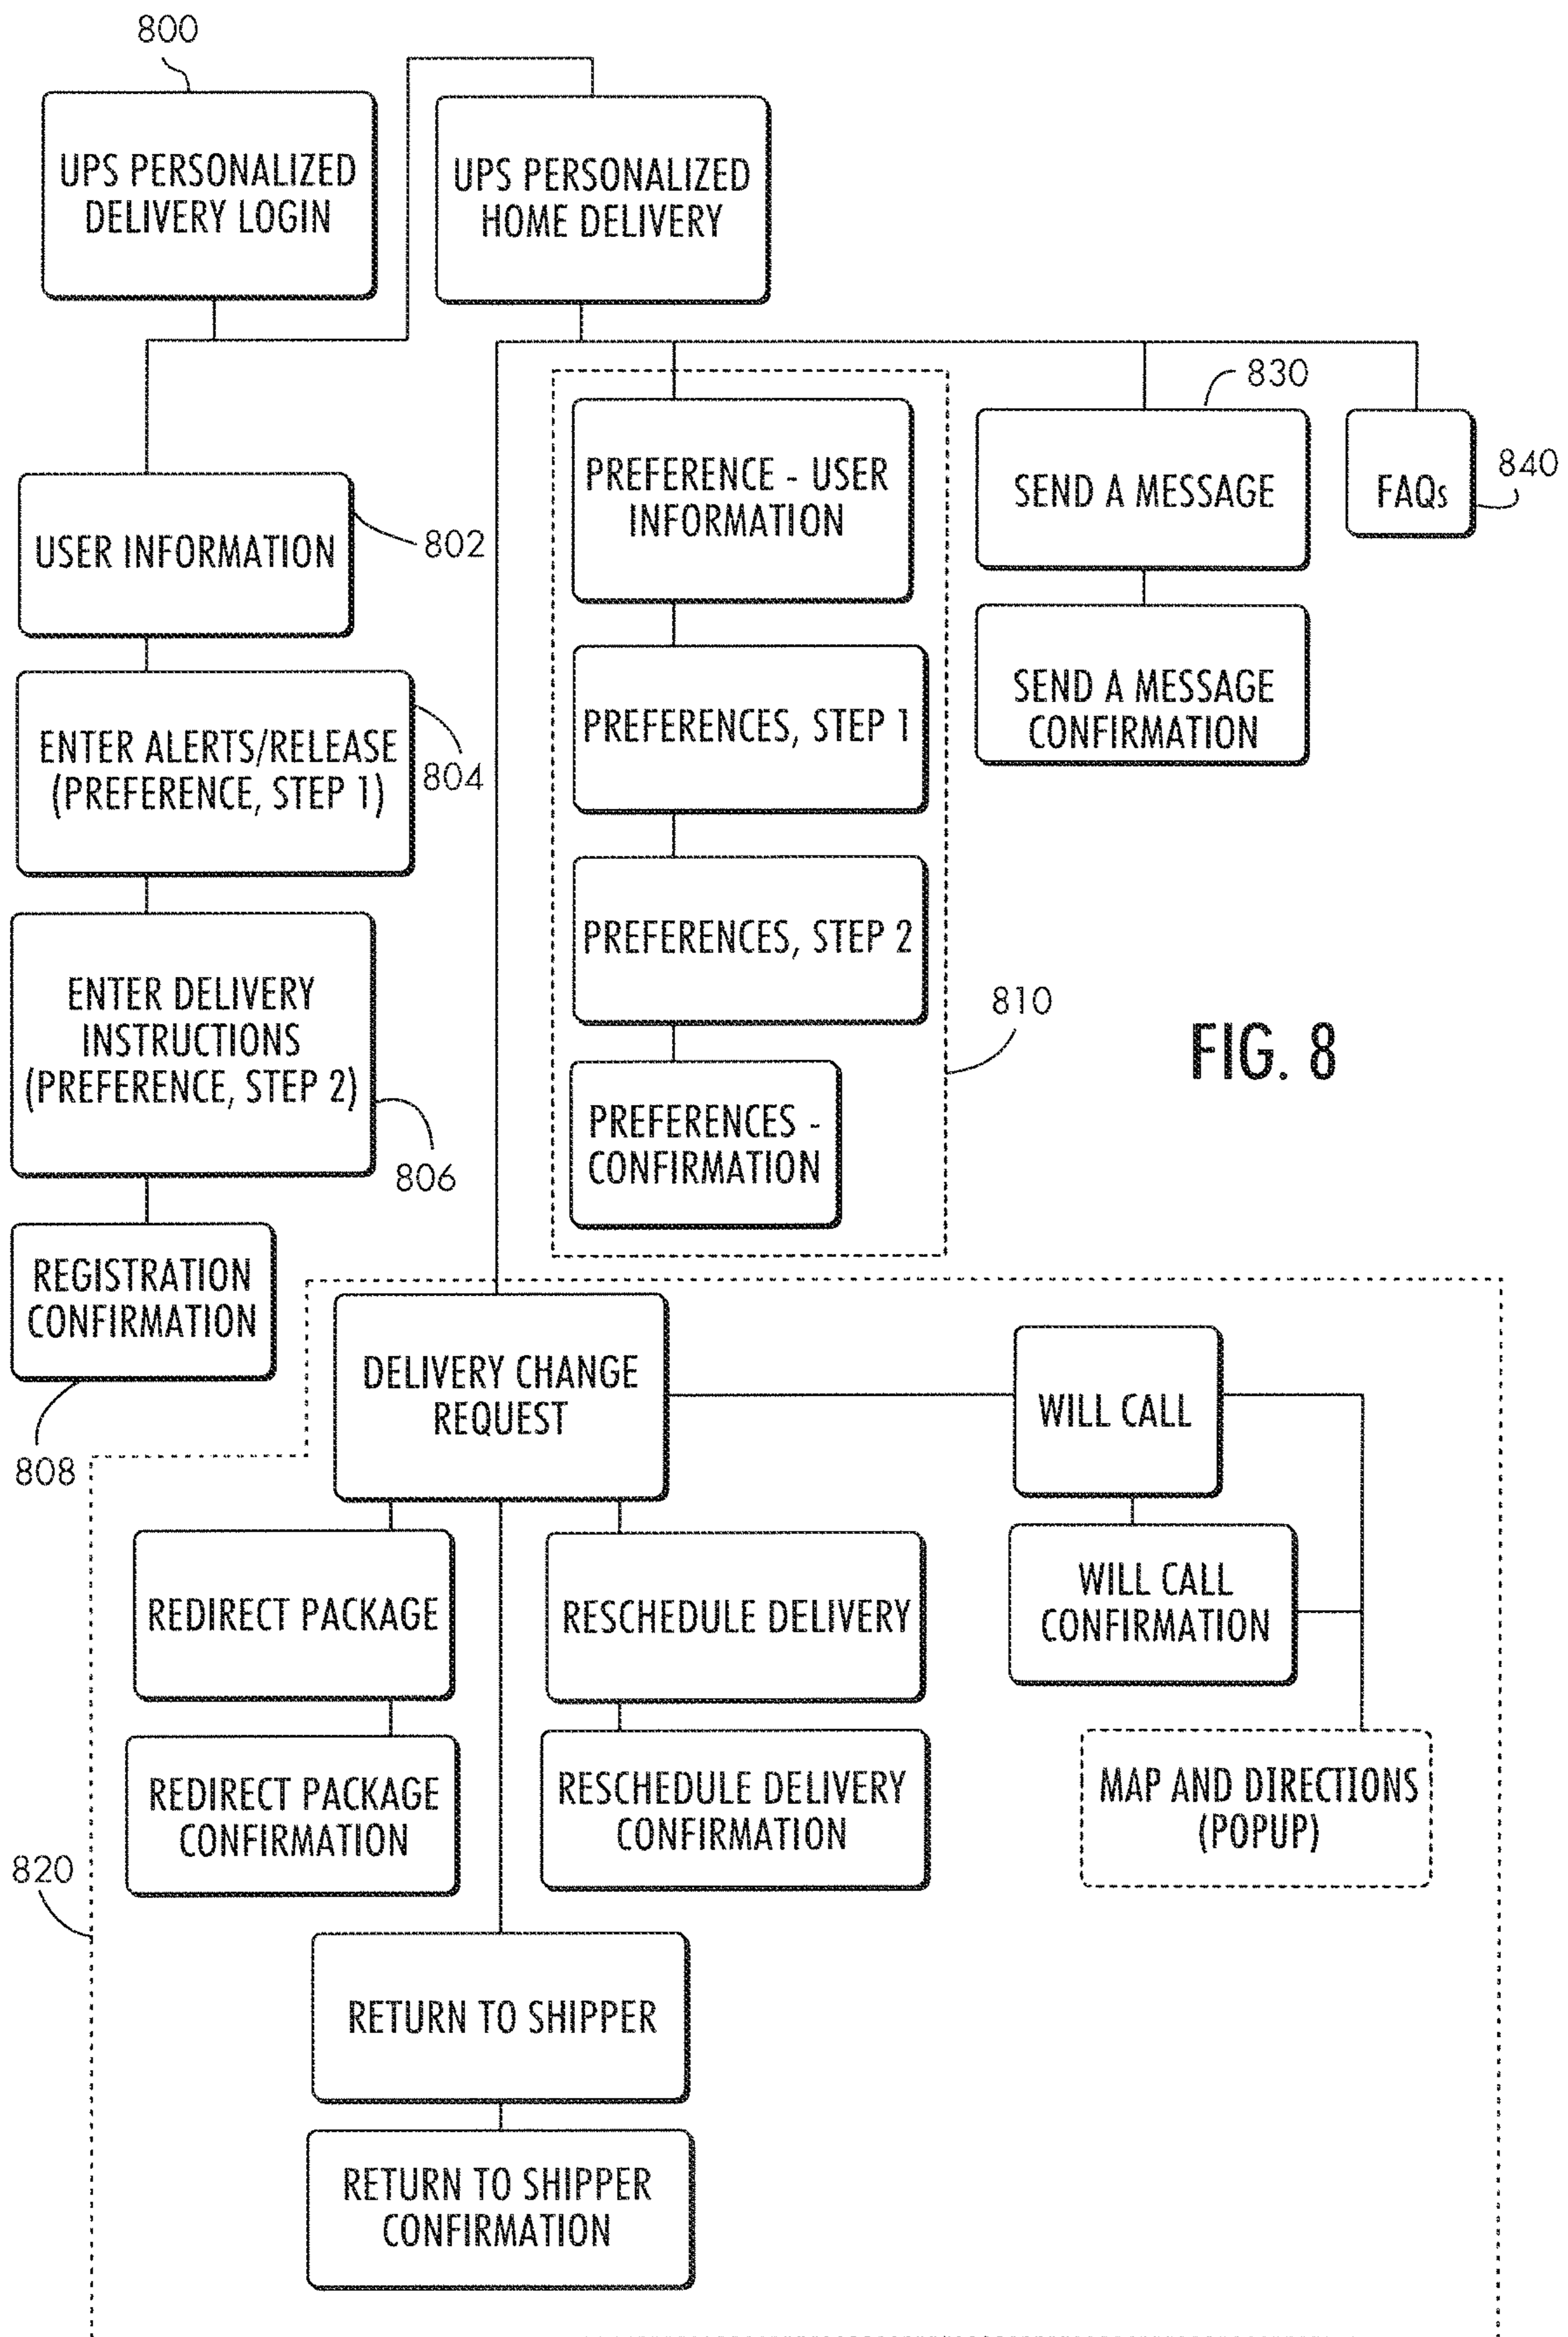 800
UPS PERSONALIZED
DELIVERY LOGIN
UPS PERSONALIZED
HOME DELIVERY
USER INFORMATION
802
ENTER ALERTS/RELEASE
(PREFERENCE, STEP 1)
804
ENTER DELIVERY
INSTRUCTIONS
(PREFERENCE, STEP 2)
806
REGISTRATION
CONFIRMATION
808
PREFERENCE - USER
INFORMATION
PREFERENCES, STEP 1
PREFERENCES, STEP 2
PREFERENCES -
CONFIRMATION
810
830
SEND A MESSAGE
SEND A MESSAGE
CONFIRMATION
FAQs
840
FIG. 8
DELIVERY CHANGE
REQUEST
WILL CALL
WILL CALL
CONFIRMATION
MAP AND DIRECTIONS
(POPUP)
REDIRECT PACKAGE
REDIRECT PACKAGE
CONFIRMATION
RESCHEDULE DELIVERY
RESCHEDULE DELIVERY
CONFIRMATION
820
RETURN TO SHIPPER
RETURN TO SHIPPER
CONFIRMATION